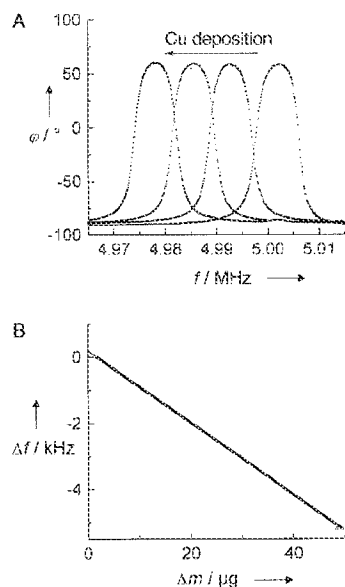 A
Cu deposition
100
50
0
-50
-100
φ / °
4.97 4.98 4.99 5.00 5.01
f / MHz
B
0
-2
-4
Δf / kHz
0 20 40
Δm / μg